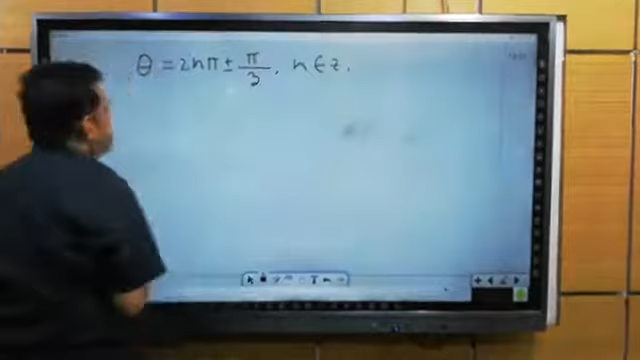 θ = 2nπ ± π/3, n ∈ z.